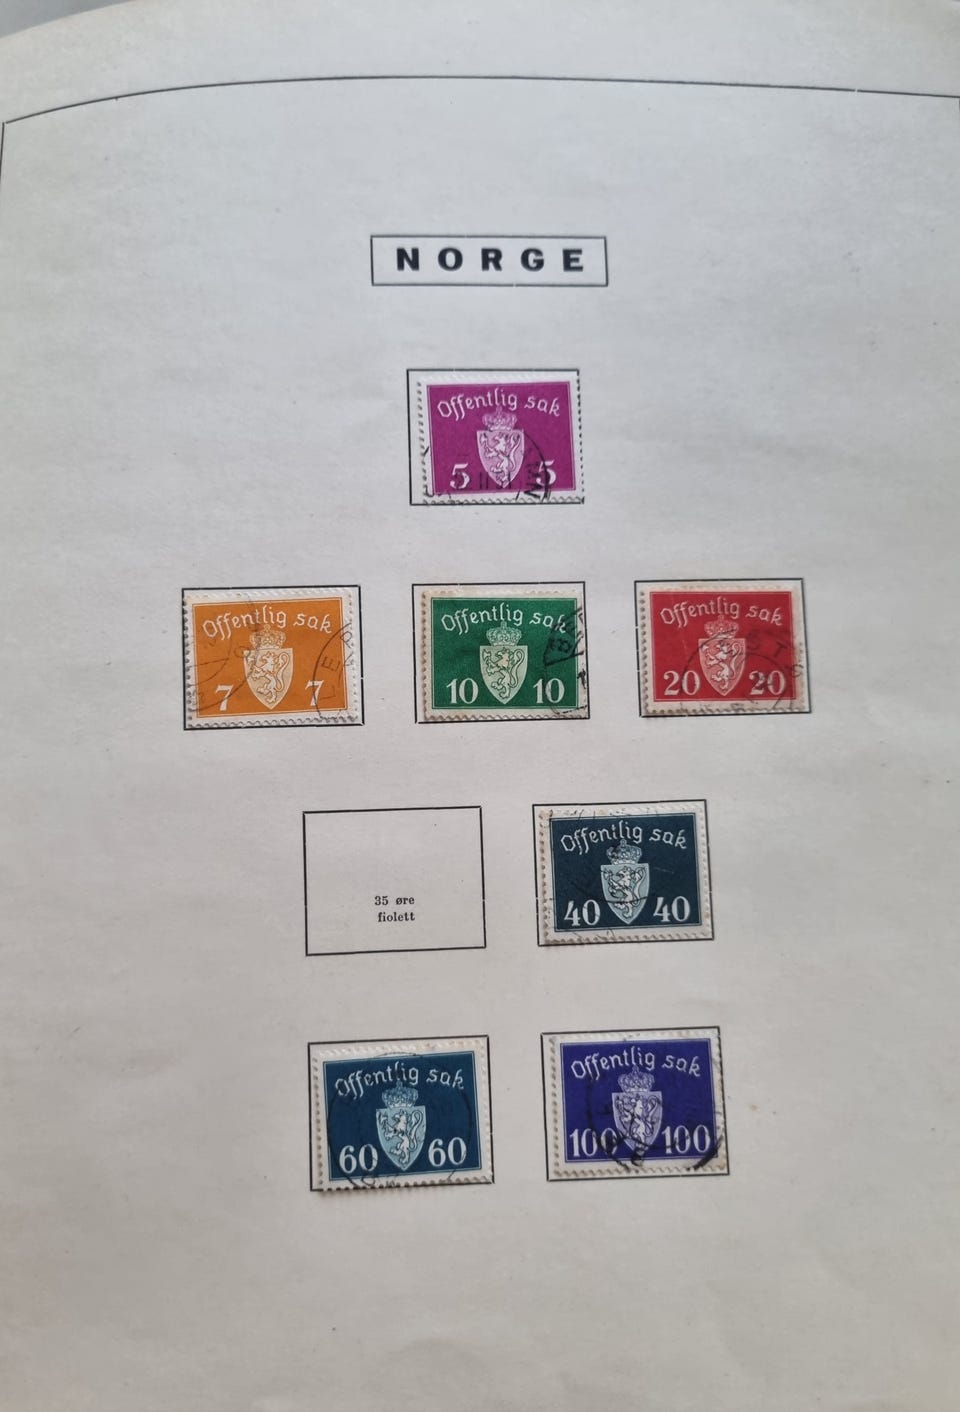 NORGE
Offentlig sak
5 5
Offentlig sak
7 7
Offentlig sak
10 10
Offentlig sak
20 20
35 øre
fiolett
Offentlig sak
40 40
Offentlig sak
60 60
Offentlig sak
100 100